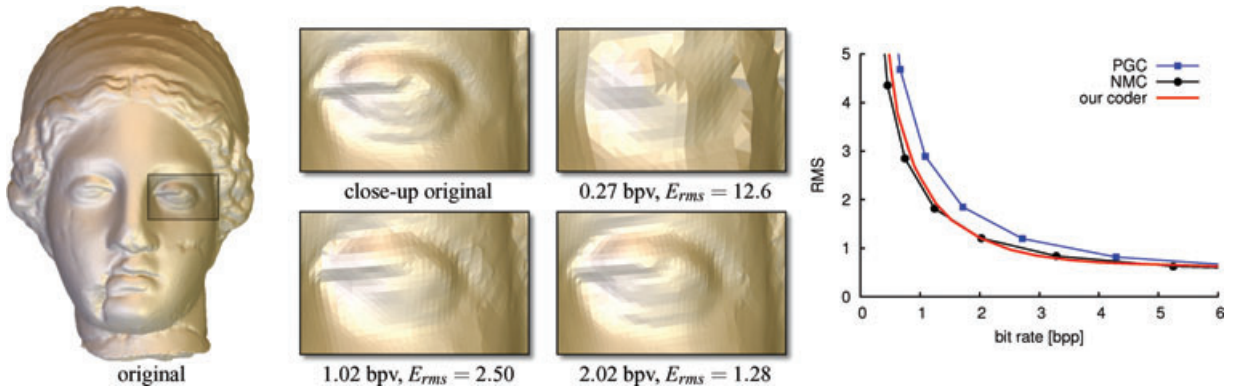 original
close-up original
0.27 bpv, E_rms = 12.6
1.02 bpv, E_rms = 2.50
2.02 bpv, E_rms = 1.28
5
4
3
2
1
0
RMS
PGC
NMC
our coder
0 1 2 3 4 5 6
bit rate [bpp]